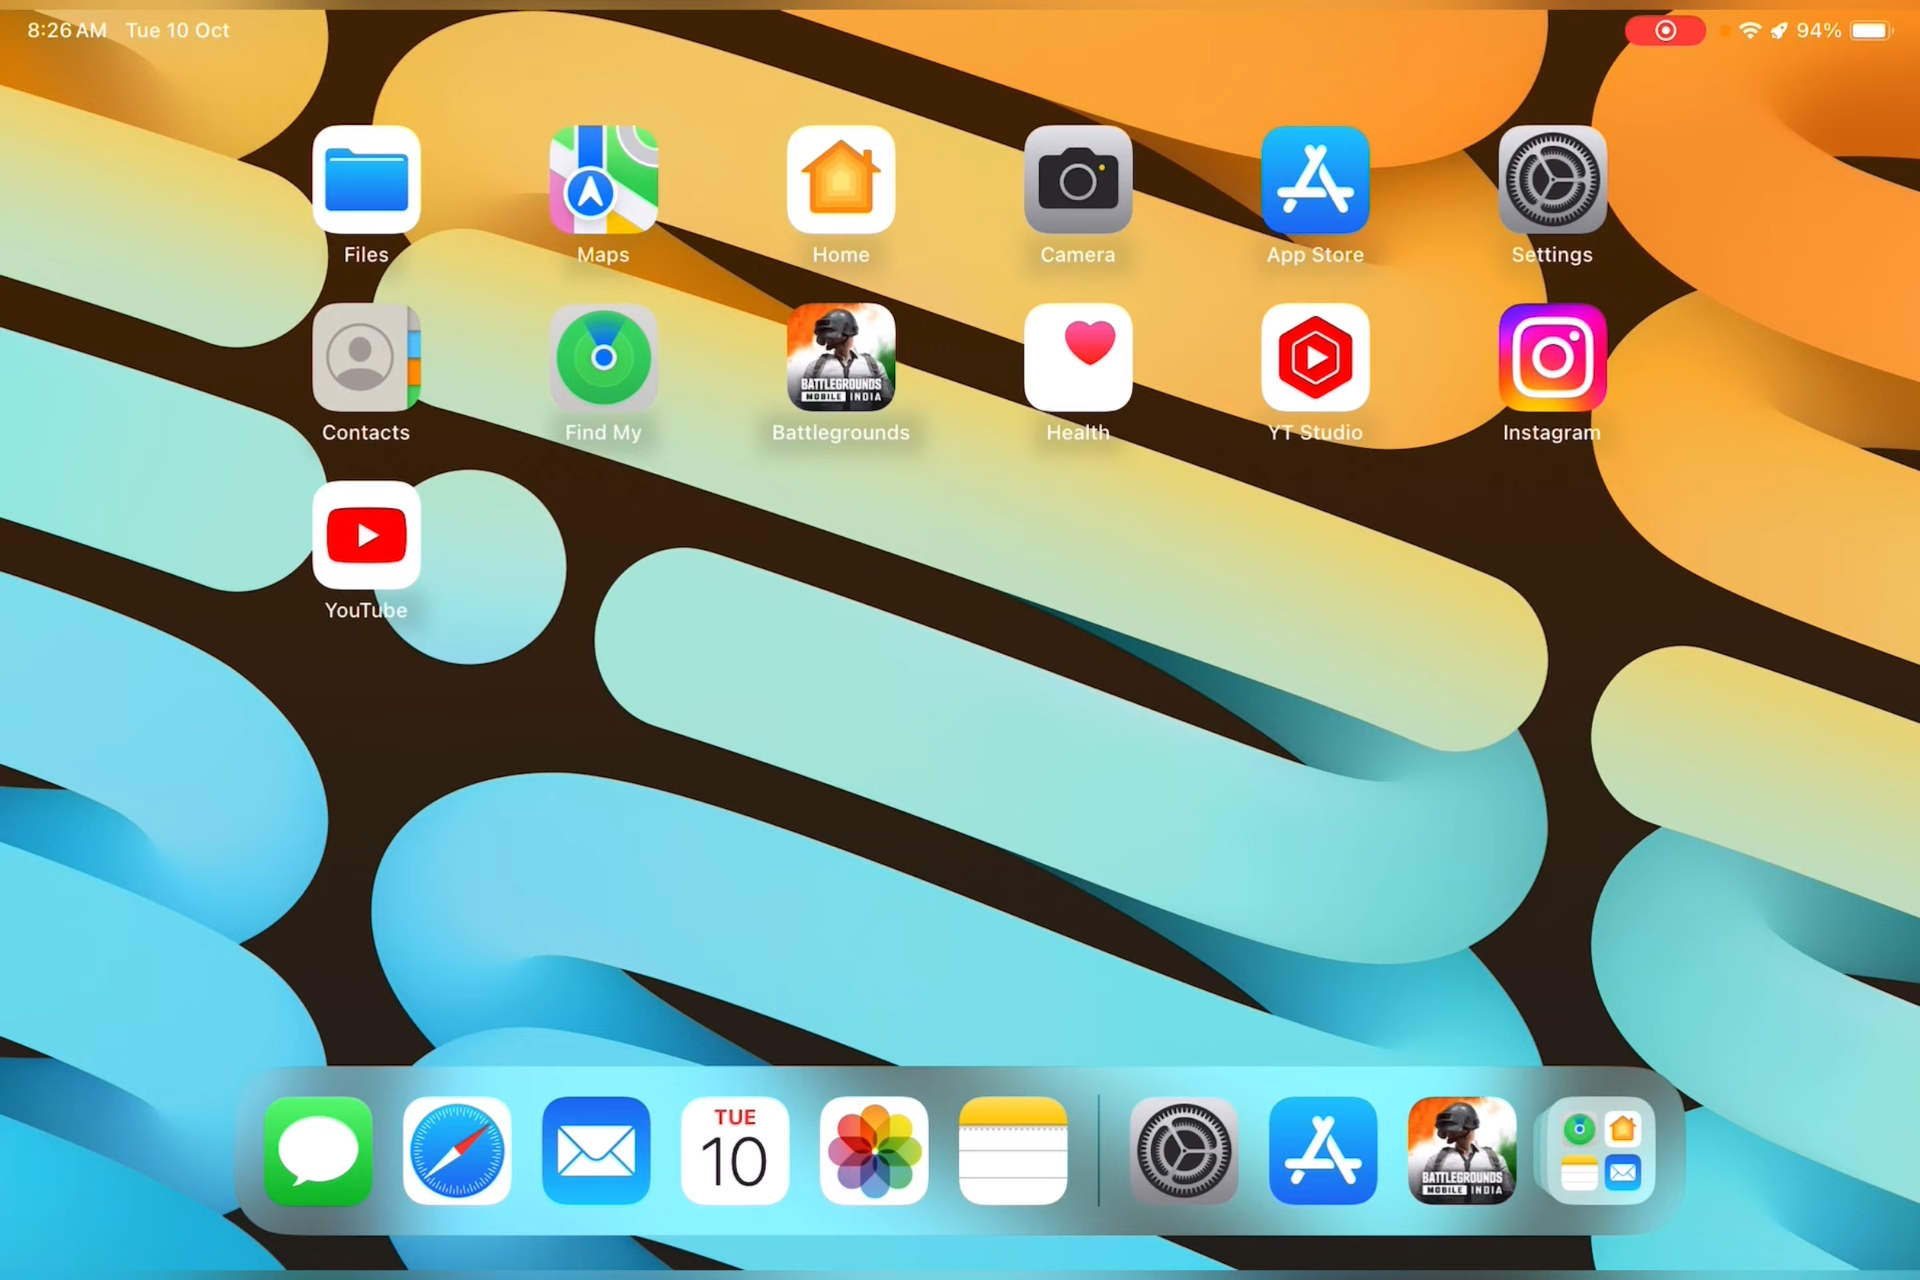 8:26 AM Tue 10 Oct
94%
Files Maps Home Camera App Store Settings
BATTLEGROUNDS
MOBILE INDIA
Contacts Find My Battlegrounds Health YT Studio Instagram
YouTube
TUE
10
BATTLEGROUNDS
MOBILE INDIA